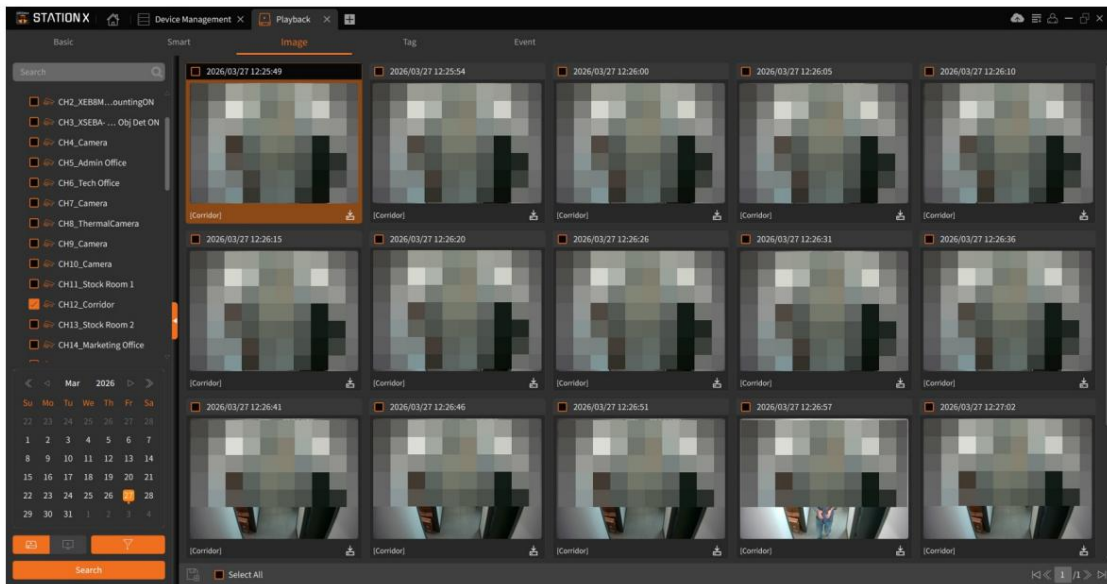 STATIONX
Device Management
Playback
Basic
Smart
Image
Tag
Event
Search
CH2_XEB8M...ountingON
CH3_XSEBA- ... Obj Det ON
CH4_Camera
CH5_Admin Office
CH6_Tech Office
CH7_Camera
CH8_ThermalCamera
CH9_Camera
CH10_Camera
CH11_Stock Room 1
CH12_Corridor
CH13_Stock Room 2
CH14_Marketing Office
Mar 2026
Su Mo Tu We Th Fr Sa
22 23 24 25 26 27 28
1 2 3 4 5 6 7
8 9 10 11 12 13 14
15 16 17 18 19 20 21
22 23 24 25 26 27 28
29 30 31 1 2 3 4
Search
2026/03/27 12:25:49
2026/03/27 12:25:54
2026/03/27 12:26:00
2026/03/27 12:26:05
2026/03/27 12:26:10
[Corridor]
[Corridor]
[Corridor]
[Corridor]
[Corridor]
2026/03/27 12:26:15
2026/03/27 12:26:20
2026/03/27 12:26:26
2026/03/27 12:26:31
2026/03/27 12:26:36
[Corridor]
[Corridor]
[Corridor]
[Corridor]
[Corridor]
2026/03/27 12:26:41
2026/03/27 12:26:46
2026/03/27 12:26:51
2026/03/27 12:26:57
2026/03/27 12:27:02
[Corridor]
[Corridor]
[Corridor]
[Corridor]
[Corridor]
Select All
1 /1